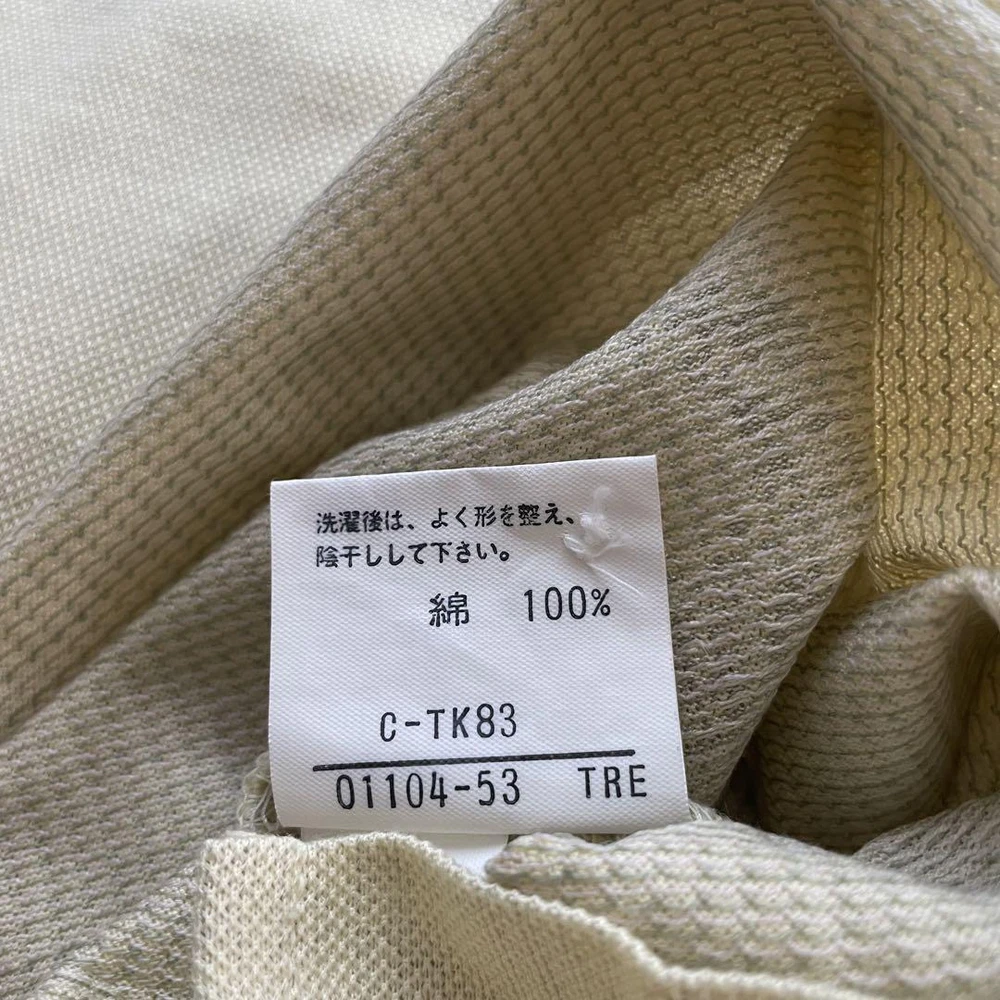 洗濯後は、よく形を整え、
陰干ししして下さい。
綿 100%
C-TK83
01104-53 TRE